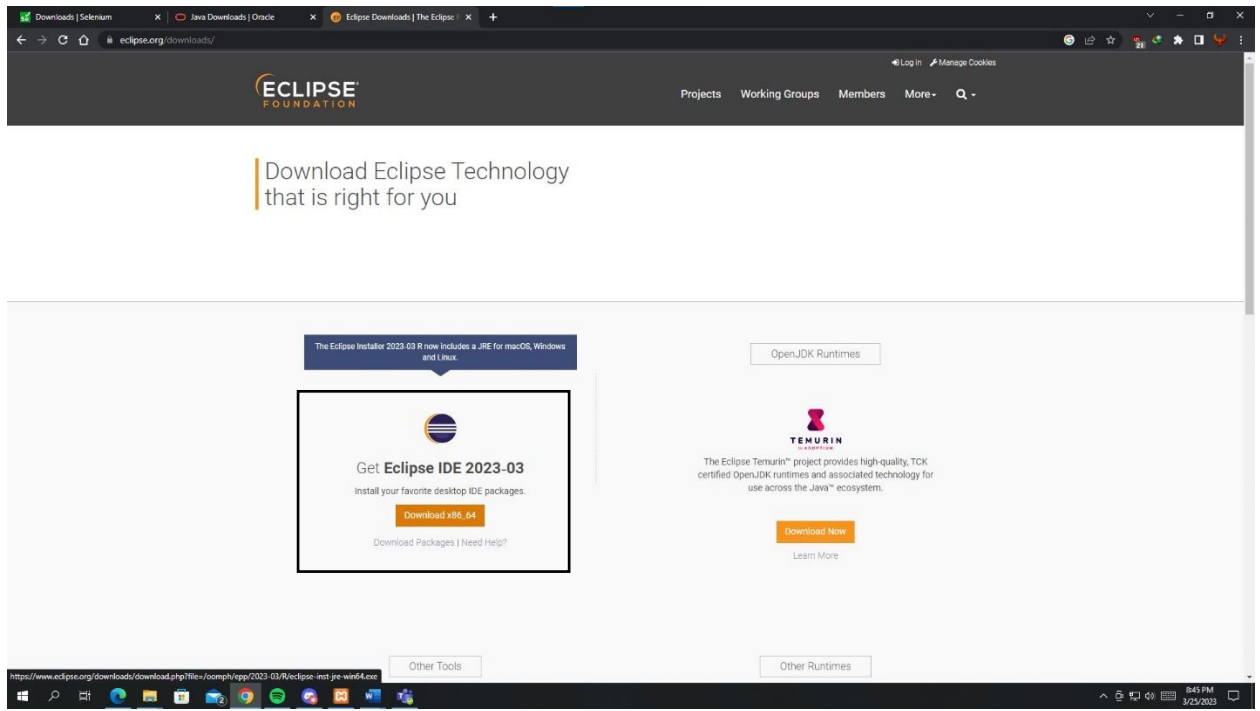 Downloads | Selenium
Java Downloads | Oracle
Eclipse Downloads | The Eclipse
eclipse.org/downloads/
21
Log in Manage Cookies
ECLIPSE
FOUNDATION
Projects Working Groups Members More
Download Eclipse Technology
that is right for you
The Eclipse Installer 2023-03 R now includes a JRE for macOS, Windows
and Linux.
Get Eclipse IDE 2023-03
Install your favorite desktop IDE packages.
Download x86_64
Download Packages | Need Help?
OpenJDK Runtimes
TEMURIN
The Eclipse Temurin™ project provides high-quality, TCK
certified OpenJDK runtimes and associated technology for
use across the Java™ ecosystem.
Download Now
Learn More
Other Tools
Other Runtimes
https://www.eclipse.org/downloads/download.php?file=/oomph/epp/2023-03/R/eclipse-inst-jre-win64.exe
8:45 PM
3/25/2023